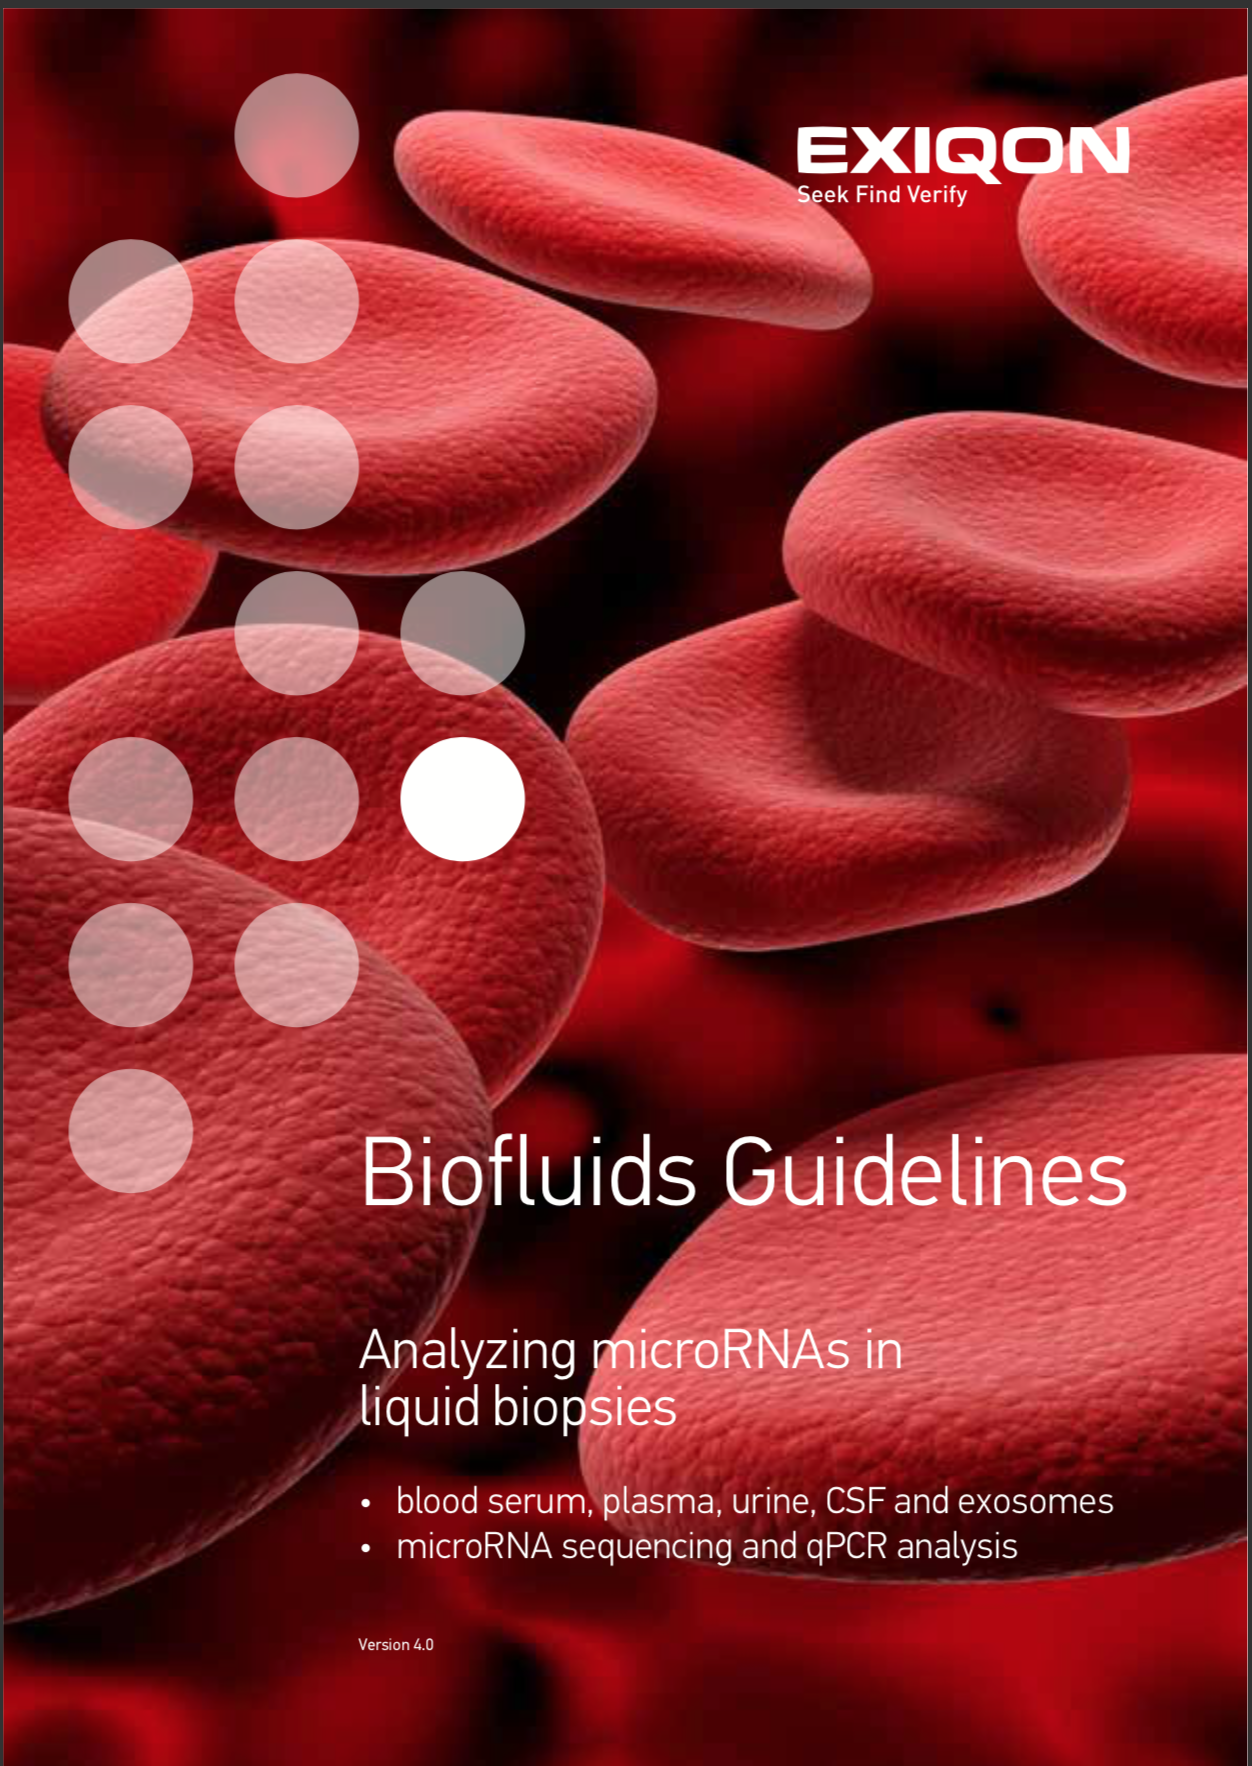 EXIQON
Seek Find Verify
Biofluids Guidelines
Analyzing microRNAs in
liquid biopsies
• blood serum, plasma, urine, CSF and exosomes
• microRNA sequencing and qPCR analysis
Version 4.0